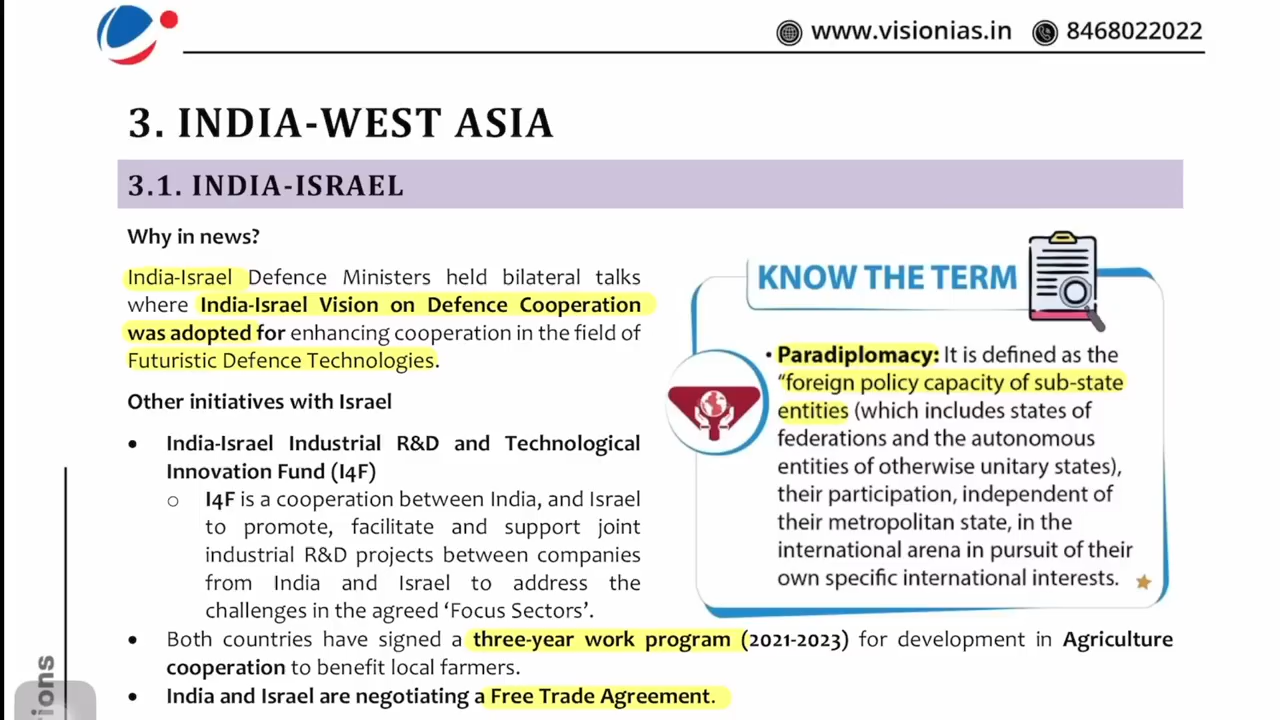 www.visionias.in 8468022022
3. INDIA-WEST ASIA
3.1. INDIA-ISRAEL
Why in news?
India-Israel Defence Ministers held bilateral talks
where India-Israel Vision on Defence Cooperation
was adopted for enhancing cooperation in the field of
Futuristic Defence Technologies.
Other initiatives with Israel
• India-Israel Industrial R&D and Technological
Innovation Fund (I4F)
o I4F is a cooperation between India, and Israel
to promote, facilitate and support joint
industrial R&D projects between companies
from India and Israel to address the
challenges in the agreed ‘Focus Sectors’.
KNOW THE TERM
• Paradiplomacy: It is defined as the
“foreign policy capacity of sub-state
entities (which includes states of
federations and the autonomous
entities of otherwise unitary states),
their participation, independent of
their metropolitan state, in the
international arena in pursuit of their
own specific international interests.
• Both countries have signed a three-year work program (2021-2023) for development in Agriculture
cooperation to benefit local farmers.
• India and Israel are negotiating a Free Trade Agreement.